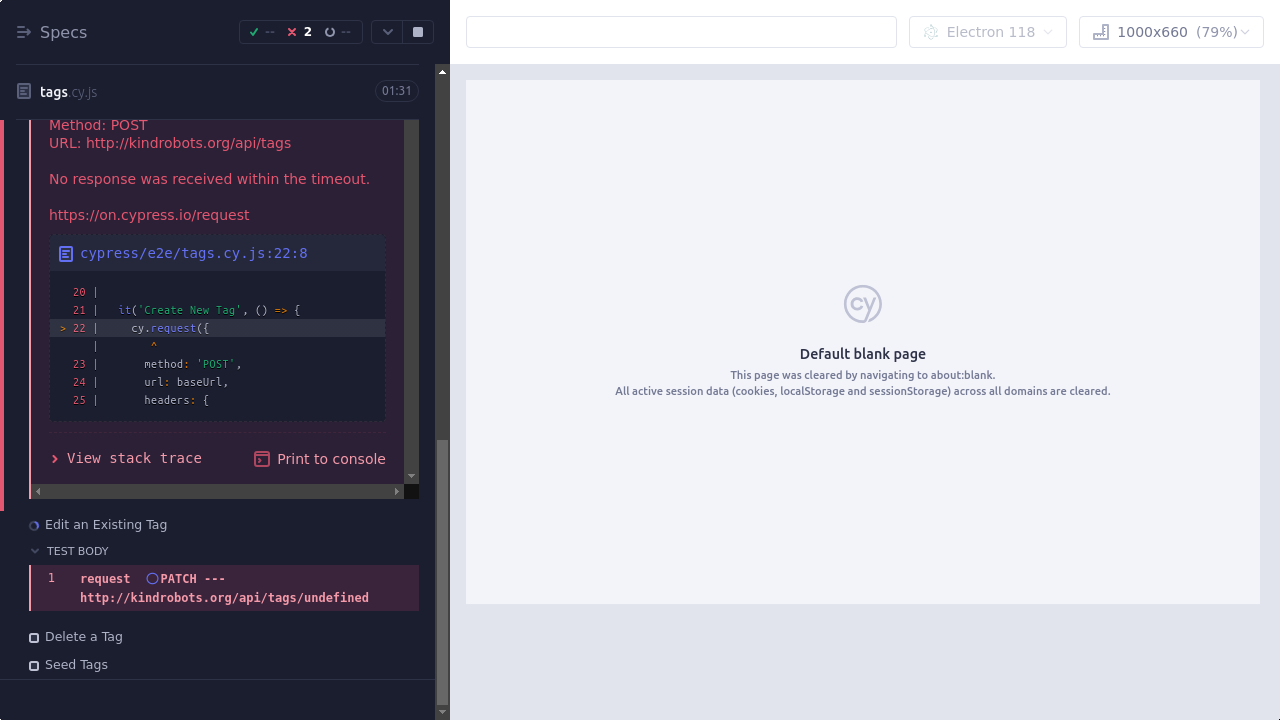 Specs
-- 2 --
Electron 118
1000x660 (79%)
tags.cy.js
01:31
Method: POST
URL: http://kindrobots.org/api/tags
No response was received within the timeout.
https://on.cypress.io/request
cypress/e2e/tags.cy.js:22:8
20 |
21 | it('Create New Tag', () => {
> 22 | cy.request({
| ^
23 | method: 'POST',
24 | url: baseUrl,
25 | headers: {
View stack trace
Print to console
Edit an Existing Tag
TEST BODY
1 request PATCH ---
http://kindrobots.org/api/tags/undefined
Delete a Tag
Seed Tags
cy
Default blank page
This page was cleared by navigating to about:blank.
All active session data (cookies, localStorage and sessionStorage) across all domains are cleared.